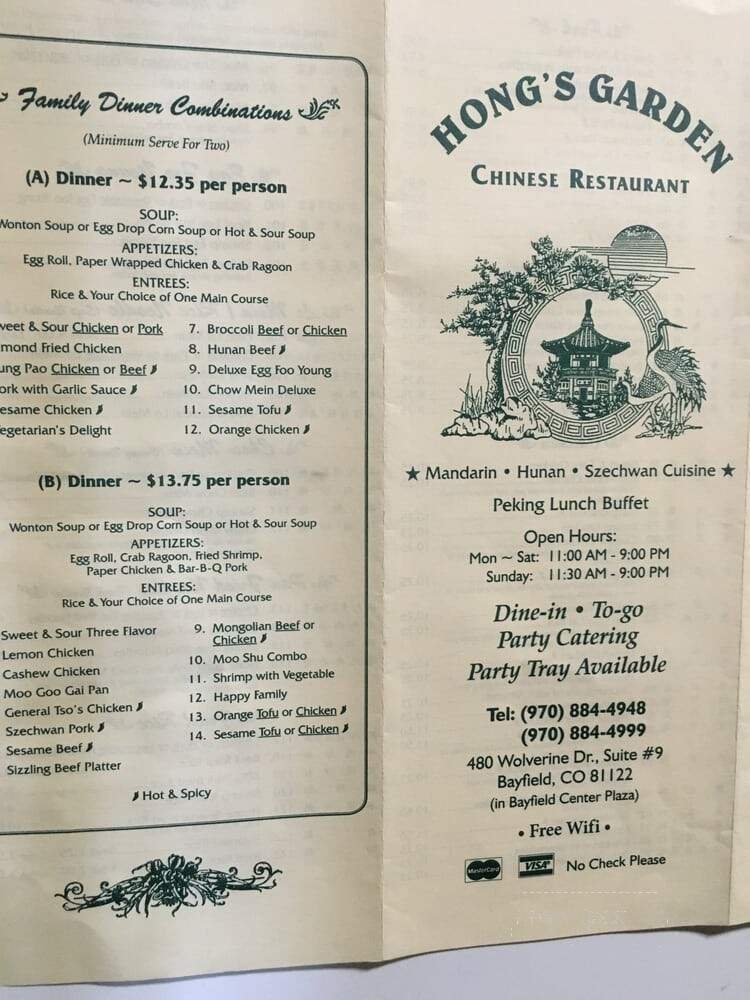 Family Dinner Combinations
(Minimum Serve For Two)
(A) Dinner ~ $12.35 per person
SOUP:
Wonton Soup or Egg Drop Corn Soup or Hot & Sour Soup
APPETIZERS:
Egg Roll, Paper Wrapped Chicken & Crab Ragoon
ENTREES:
Rice & Your Choice of One Main Course
weet & Sour Chicken or Pork
mond Fried Chicken
ung Pao Chicken or Beef
ork with Garlic Sauce
esame Chicken
egetarian's Delight
7. Broccoli Beef or Chicken
8. Hunan Beef
9. Deluxe Egg Foo Young
10. Chow Mein Deluxe
11. Sesame Tofu
12. Orange Chicken
(B) Dinner ~ $13.75 per person
SOUP:
Wonton Soup or Egg Drop Corn Soup or Hot & Sour Soup
APPETIZERS:
Egg Roll, Crab Ragoon, Fried Shrimp,
Paper Chicken & Bar-B-Q Pork
ENTREES:
Rice & Your Choice of One Main Course
Sweet & Sour Three Flavor
Lemon Chicken
Cashew Chicken
Moo Goo Gai Pan
General Tso's Chicken
Szechwan Pork
Sesame Beef
Sizzling Beef Platter
9. Mongolian Beef or
Chicken
10. Moo Shu Combo
11. Shrimp with Vegetable
12. Happy Family
13. Orange Tofu or Chicken
14. Sesame Tofu or Chicken
Hot & Spicy
HONG'S GARDEN
CHINESE RESTAURANT
★ Mandarin • Hunan • Szechwan Cuisine ★
Peking Lunch Buffet
Open Hours:
Mon ~ Sat: 11:00 AM - 9:00 PM
Sunday: 11:30 AM - 9:00 PM
Dine-in • To-go
Party Catering
Party Tray Available
Tel: (970) 884-4948
(970) 884-4999
480 Wolverine Dr., Suite #9
Bayfield, CO 81122
(in Bayfield Center Plaza)
• Free Wifi •
MasterCard VISA No Check Please